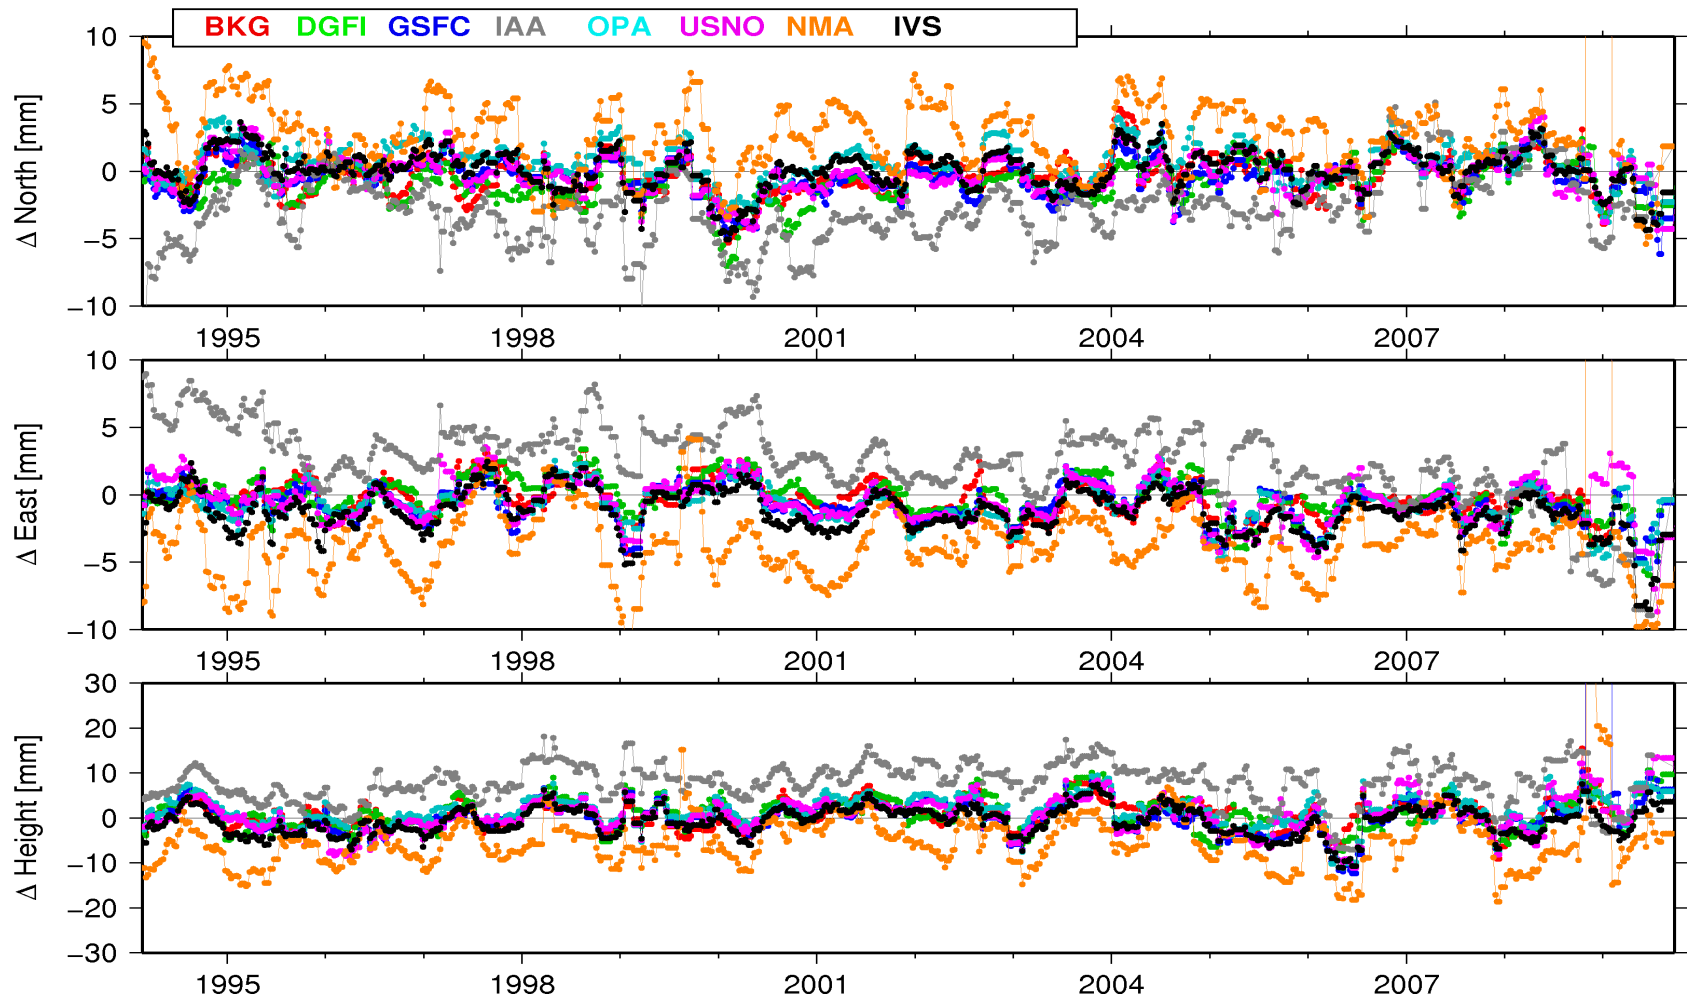 BKG DGFI GSFC IAA OPA USNO NMA IVS
10
5
0
−5
−10
Δ North [mm]
1995 1998 2001 2004 2007
10
5
0
−5
−10
Δ East [mm]
1995 1998 2001 2004 2007
30
20
10
0
−10
−20
−30
Δ Height [mm]
1995 1998 2001 2004 2007